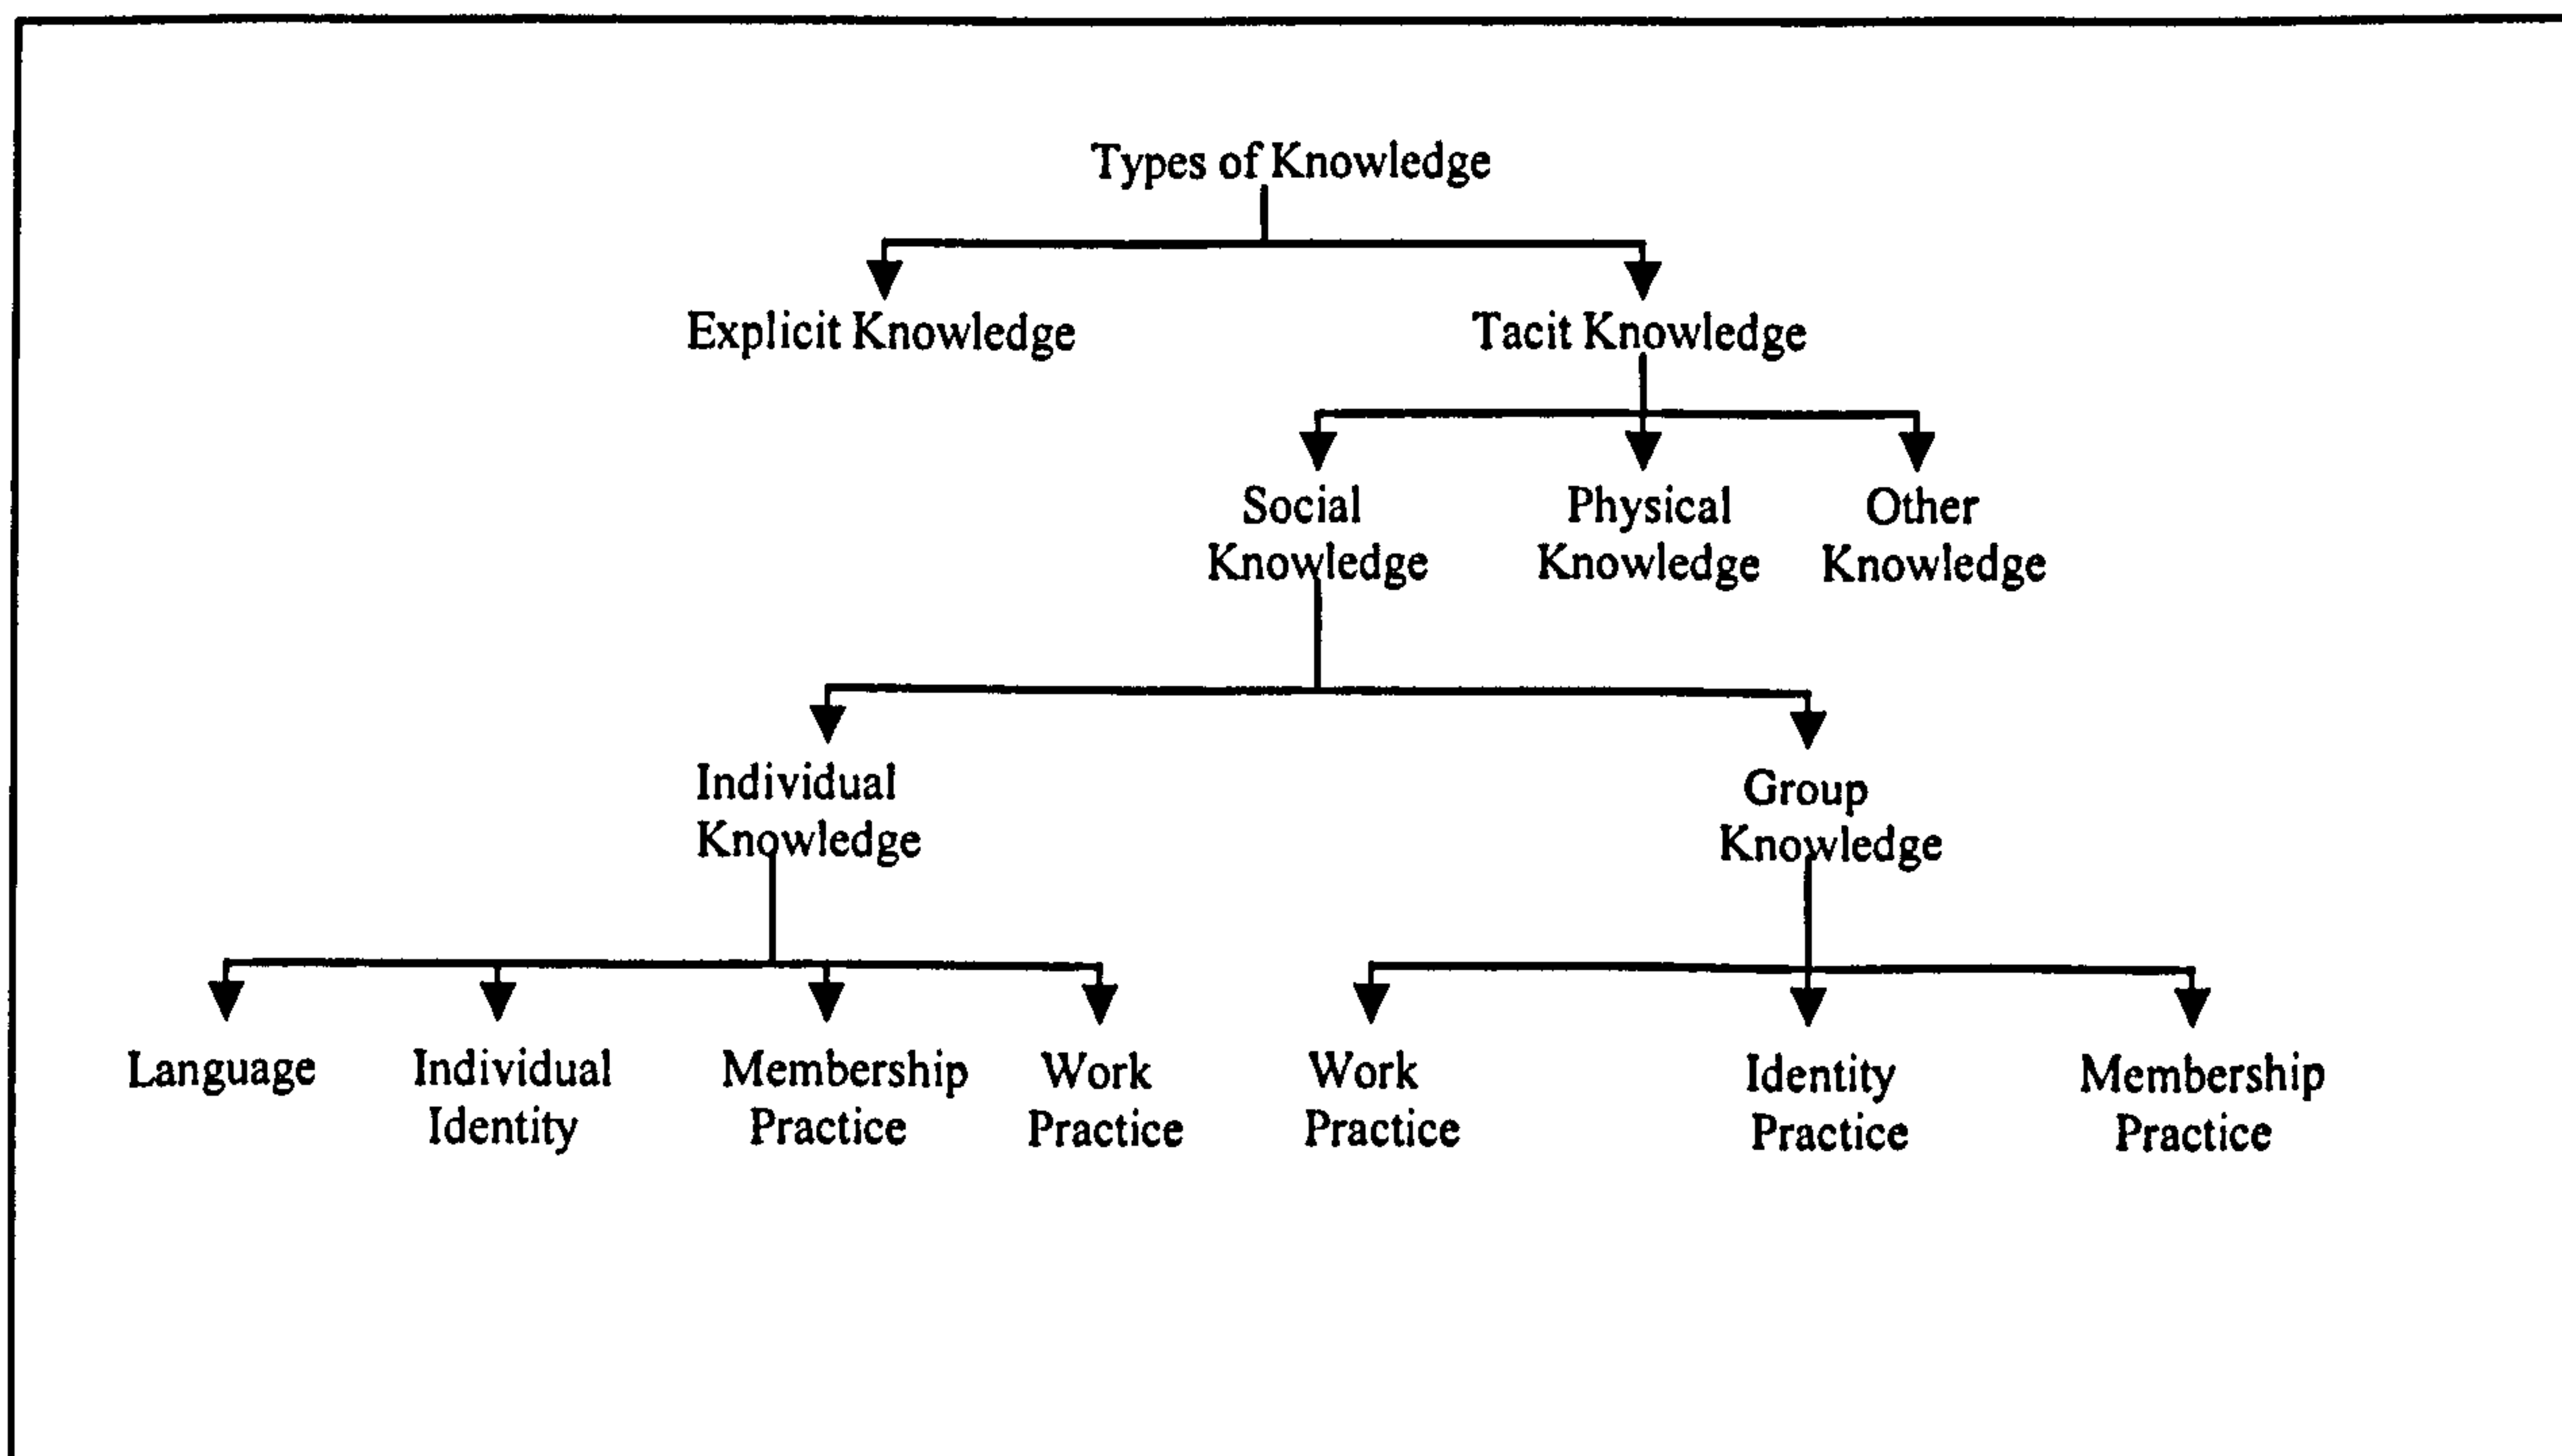 Types of Knowledge
Explicit Knowledge
Tacit Knowledge
Social
Knowledge
Physical
Knowledge
Other
Knowledge
Individual
Knowledge
Group
Knowledge
Language
Individual
Identity
Membership
Practice
Work
Practice
Work
Practice
Identity
Practice
Membership
Practice